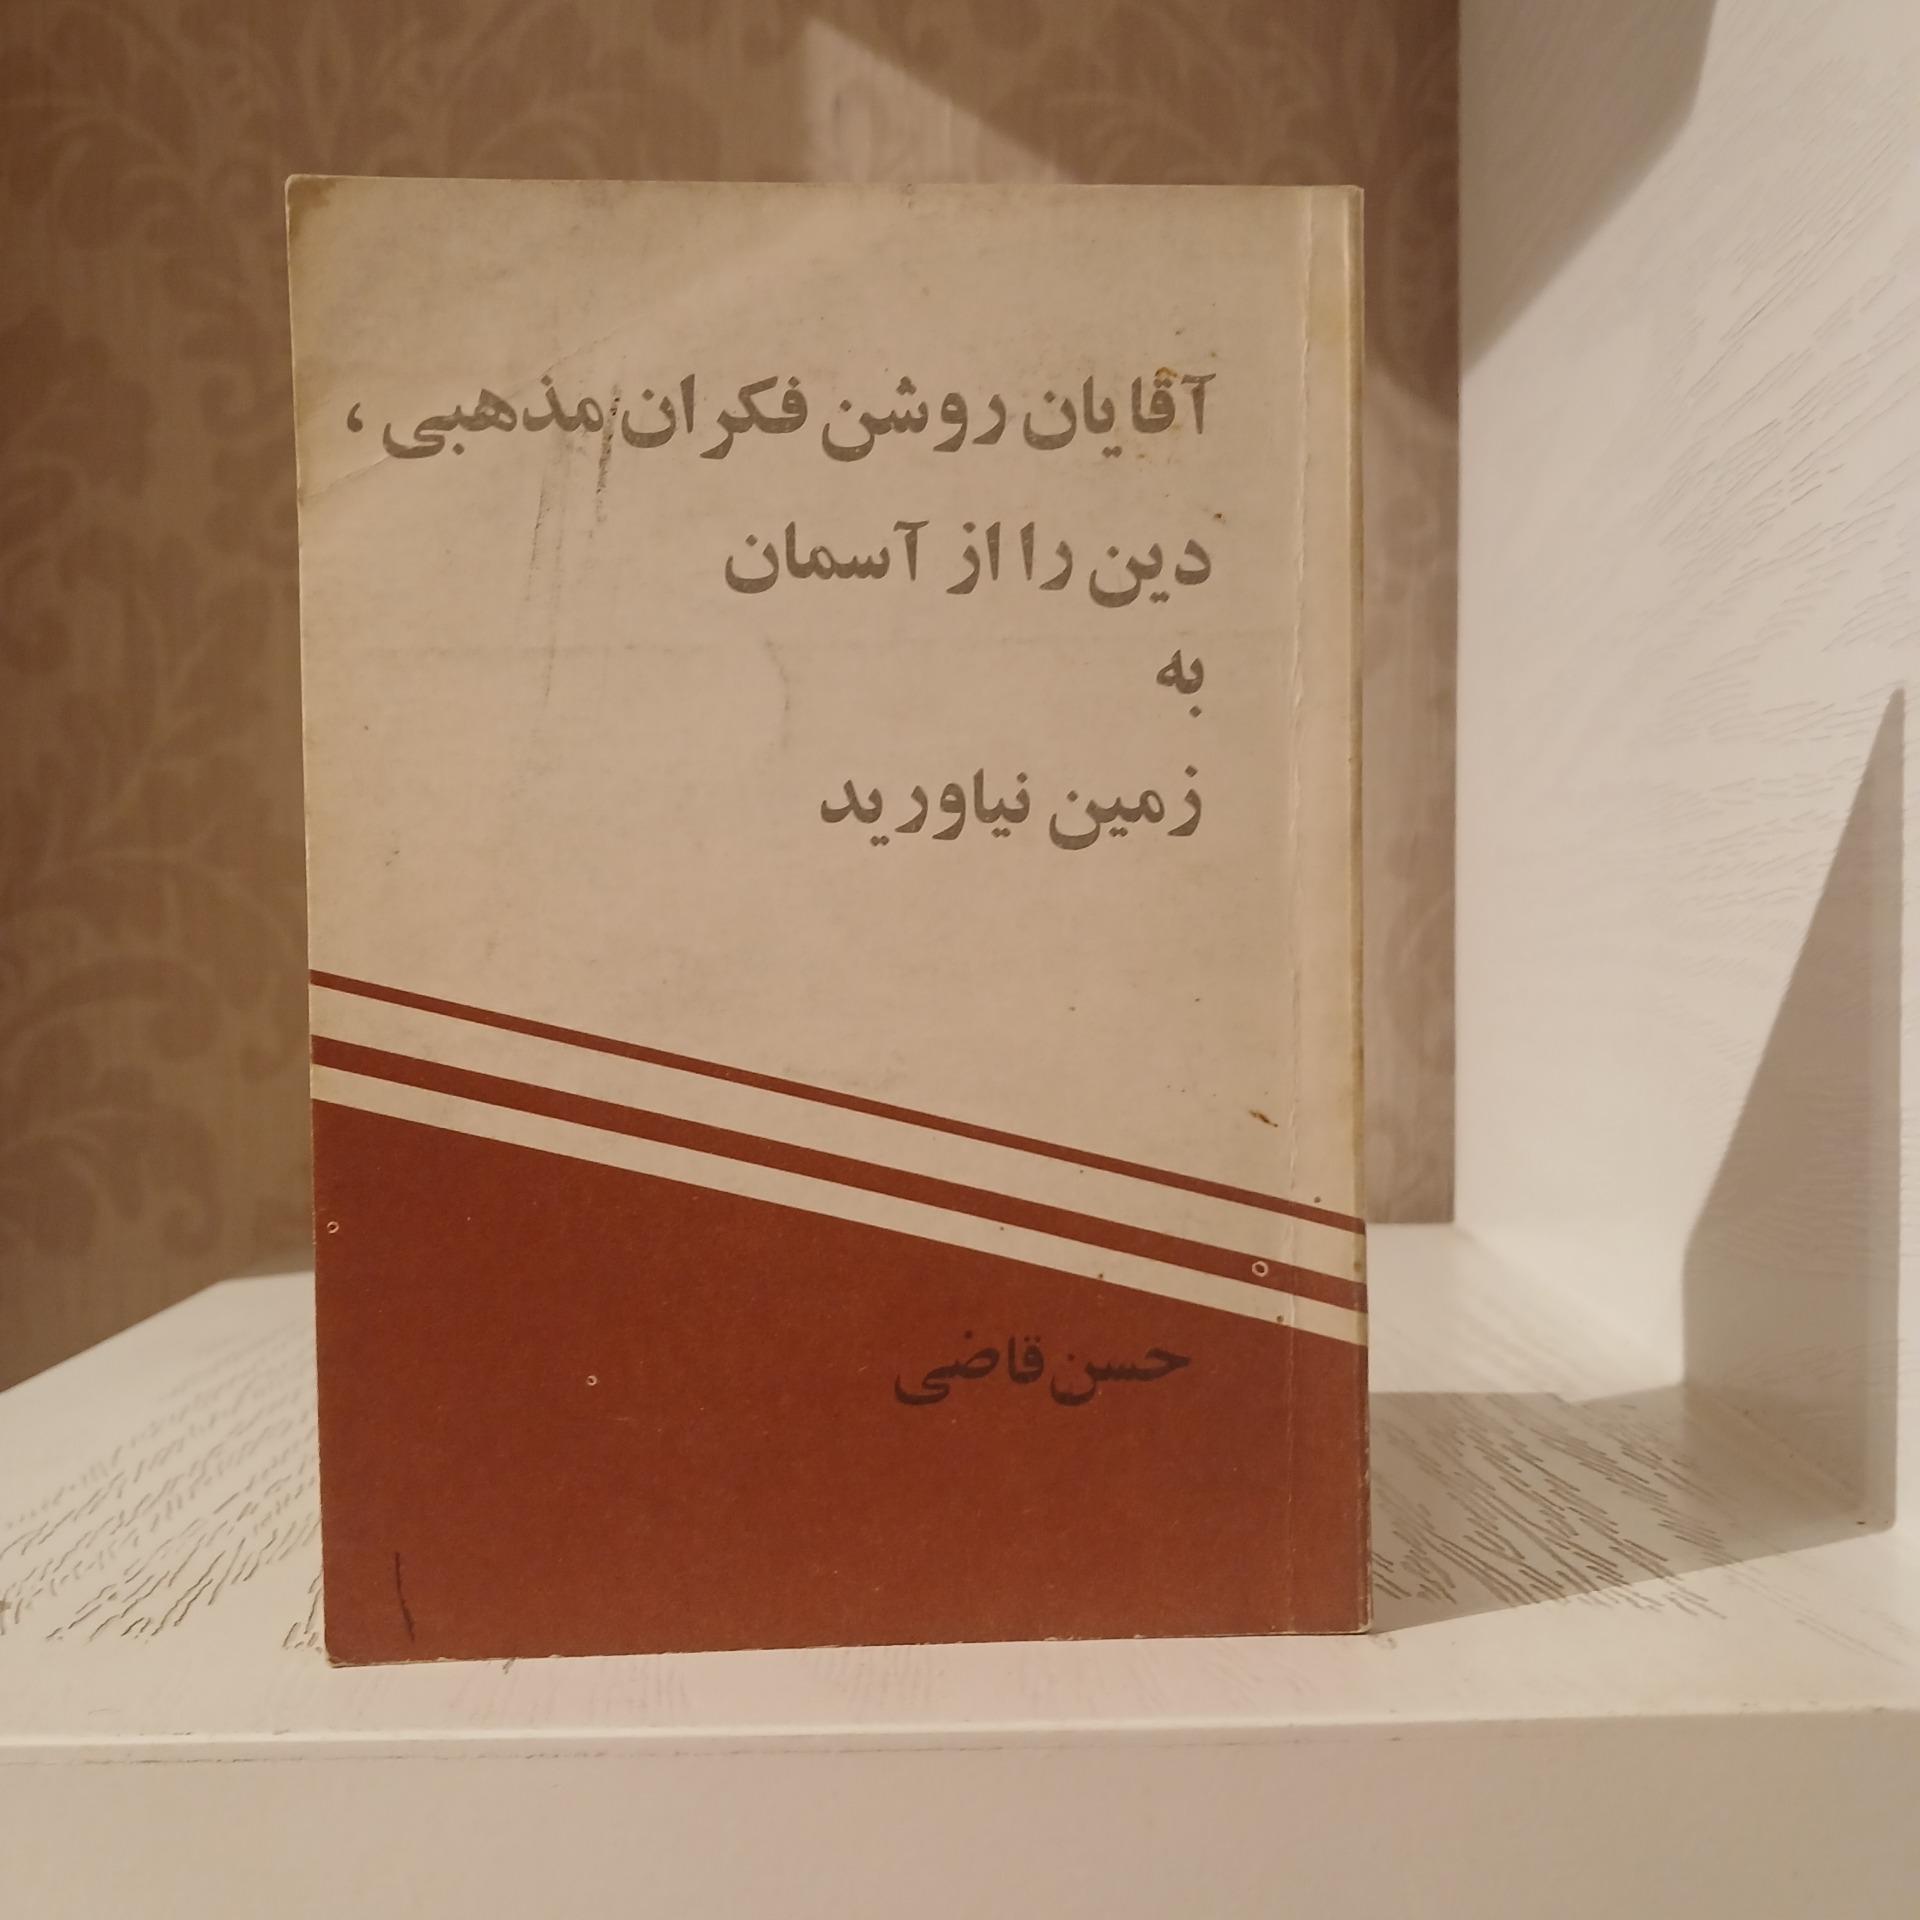 آقایان روشن فکران مذهبی،
دین را از آسمان
به
زمین نیاورید
حسن قاضی